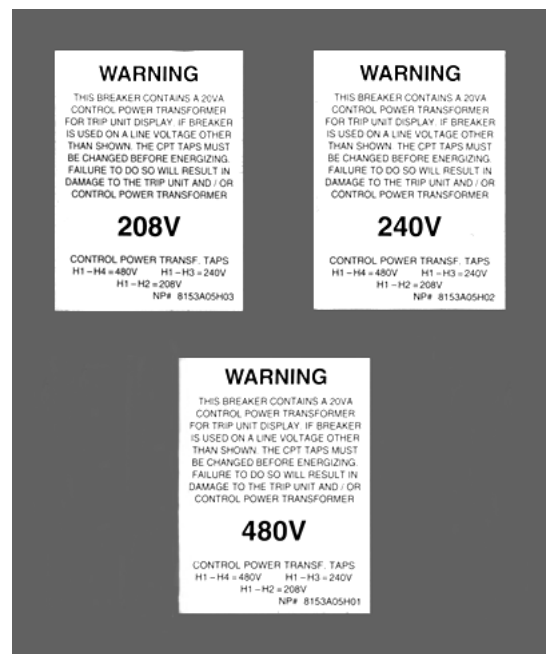 WARNING
THIS BREAKER CONTAINS A 20VA
CONTROL POWER TRANSFORMER
FOR TRIP UNIT DISPLAY. IF BREAKER
IS USED ON A LINE VOLTAGE OTHER
THAN SHOWN. THE CPT TAPS MUST
BE CHANGED BEFORE ENERGIZING.
FAILURE TO DO SO WILL RESULT IN
DAMAGE TO THE TRIP UNIT AND / OR
CONTROL POWER TRANSFORMER
208V
CONTROL POWER TRANSF. TAPS
H1 – H4 = 480V H1 – H3 = 240V
H1 – H2 = 208V
NP# 8153A05H03
WARNING
THIS BREAKER CONTAINS A 20VA
CONTROL POWER TRANSFORMER
FOR TRIP UNIT DISPLAY. IF BREAKER
IS USED ON A LINE VOLTAGE OTHER
THAN SHOWN. THE CPT TAPS MUST
BE CHANGED BEFORE ENERGIZING.
FAILURE TO DO SO WILL RESULT IN
DAMAGE TO THE TRIP UNIT AND / OR
CONTROL POWER TRANSFORMER
240V
CONTROL POWER TRANSF. TAPS
H1 – H4 = 480V H1 – H3 = 240V
H1 – H2 = 208V
NP# 8153A05H02
WARNING
THIS BREAKER CONTAINS A 20VA
CONTROL POWER TRANSFORMER
FOR TRIP UNIT DISPLAY. IF BREAKER
IS USED ON A LINE VOLTAGE OTHER
THAN SHOWN. THE CPT TAPS MUST
BE CHANGED BEFORE ENERGIZING.
FAILURE TO DO SO WILL RESULT IN
DAMAGE TO THE TRIP UNIT AND / OR
CONTROL POWER TRANSFORMER
480V
CONTROL POWER TRANSF. TAPS
H1 – H4 = 480V H1 – H3 = 240V
H1 – H2 = 208V
NP# 8153A05H01